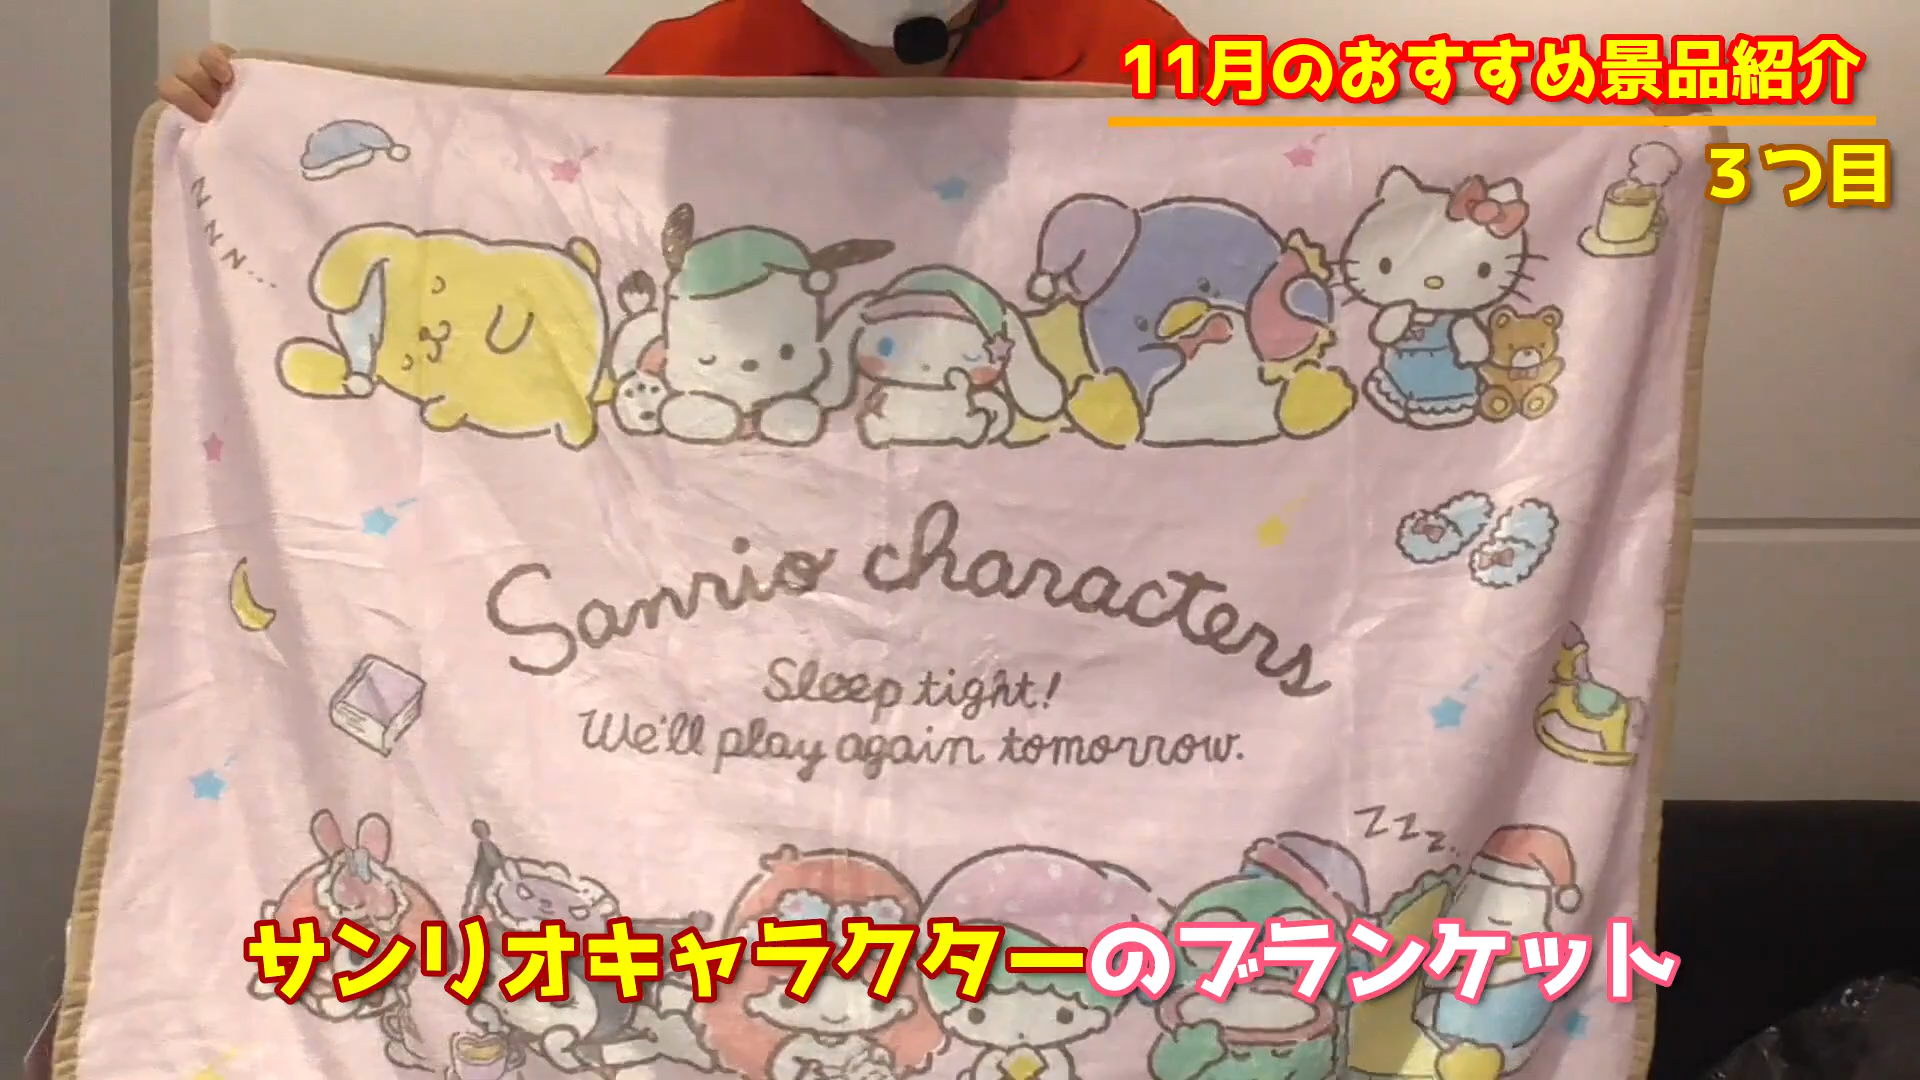 11月のおすすめ景品紹介
３つ目
ZZZZ...
Sanrio characters
Sleep tight!
We'll play again tomorrow.
ZZZ..
サンリオキャラクターのブランケット